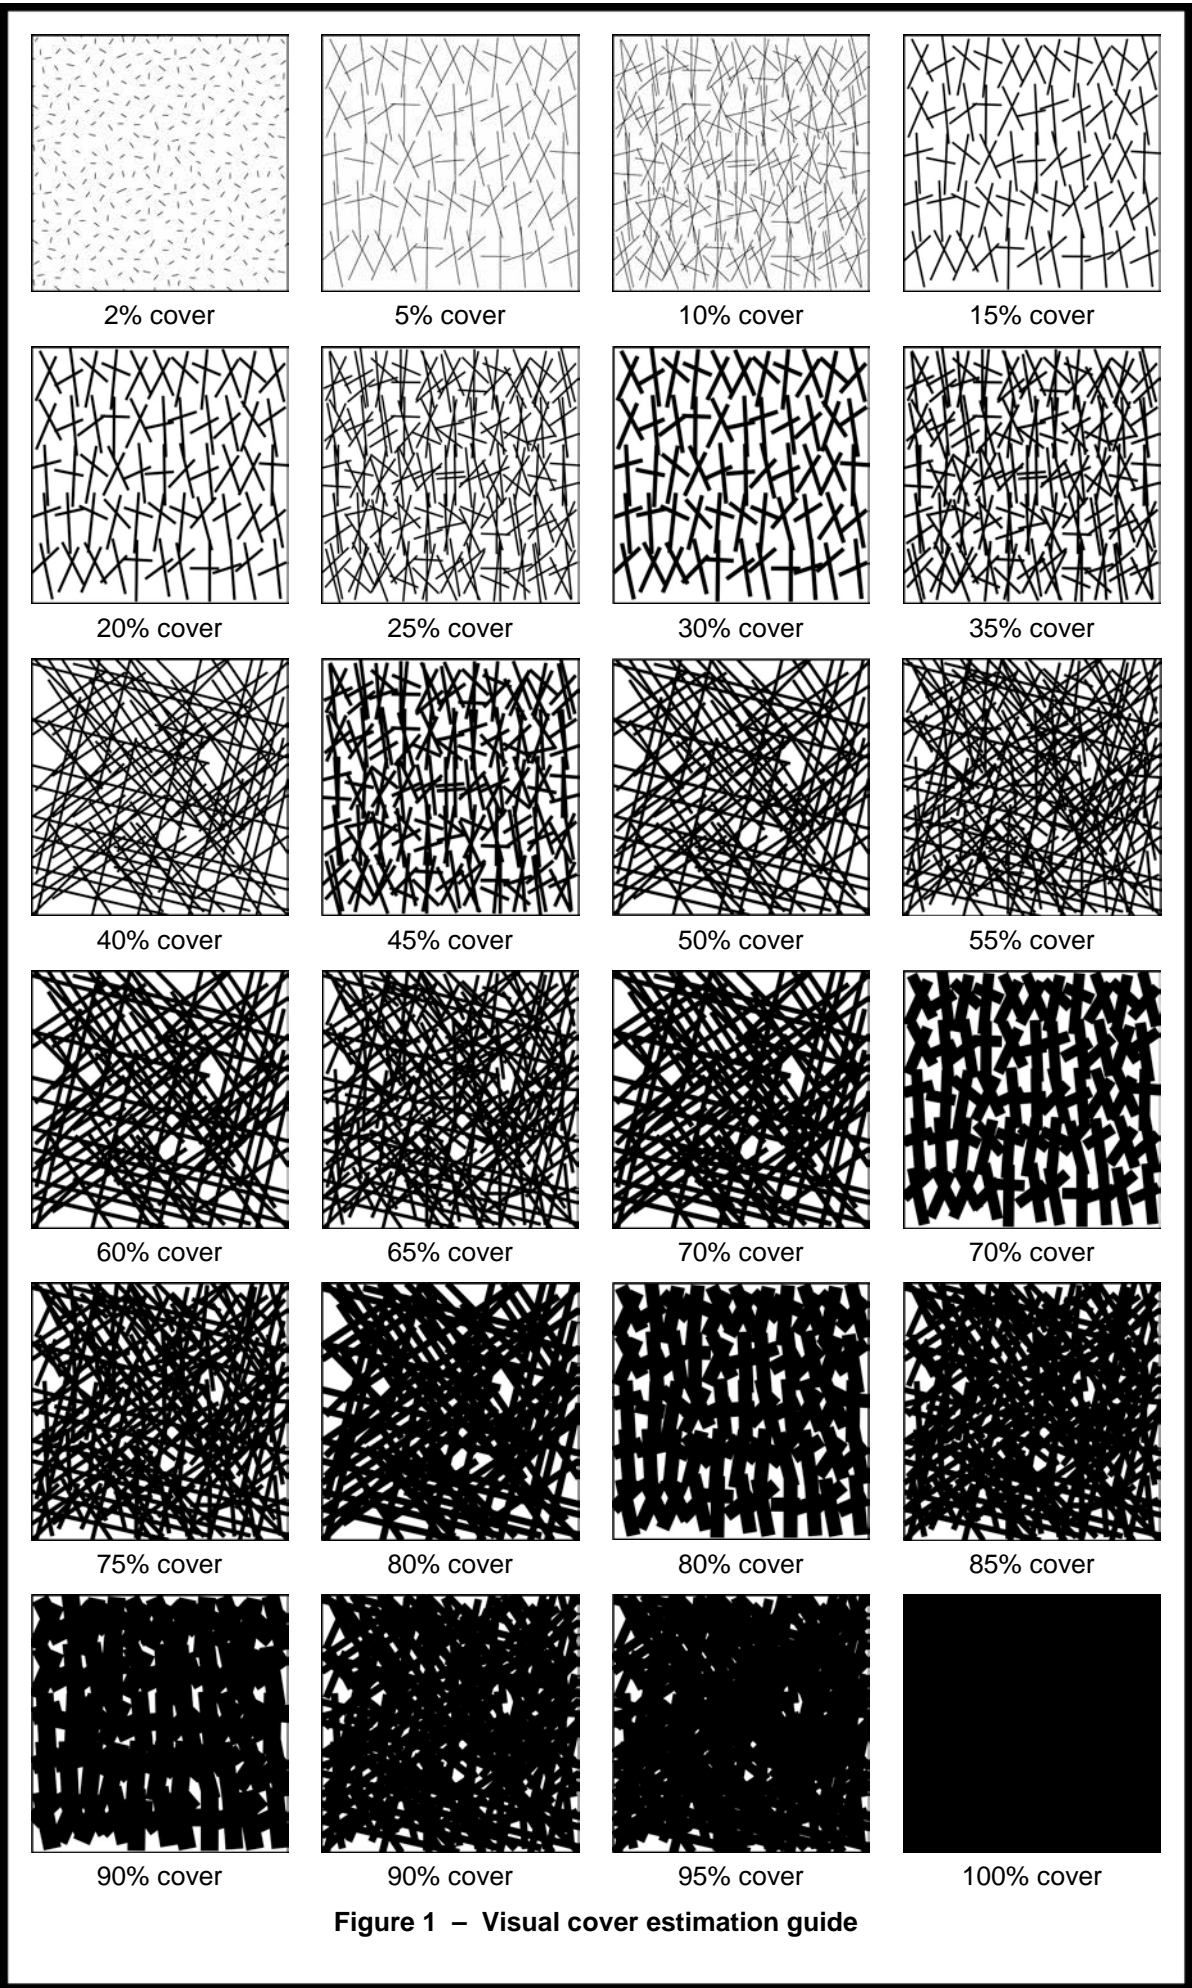 2% cover 5% cover 10% cover 15% cover
20% cover 25% cover 30% cover 35% cover
40% cover 45% cover 50% cover 55% cover
60% cover 65% cover 70% cover 70% cover
75% cover 80% cover 80% cover 85% cover
90% cover 90% cover 95% cover 100% cover
Figure 1 – Visual cover estimation guide